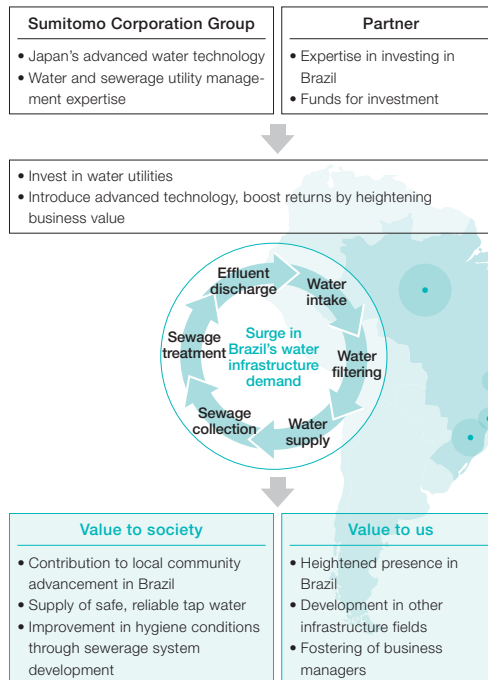 Sumitomo Corporation Group
• Japan's advanced water technology
• Water and sewerage utility manage-
ment expertise
Partner
• Expertise in investing in
Brazil
• Funds for investment
• Invest in water utilities
• Introduce advanced technology, boost returns by heightening
business value
Effluent
discharge
Water
intake
Water
filtering
Water
supply
Sewage
collection
Sewage
treatment
Surge in
Brazil's water
infrastructure
demand
Value to society
• Contribution to local community
advancement in Brazil
• Supply of safe, reliable tap water
• Improvement in hygiene conditions
through sewerage system
development
Value to us
• Heightened presence in
Brazil
• Development in other
infrastructure fields
• Fostering of business
managers